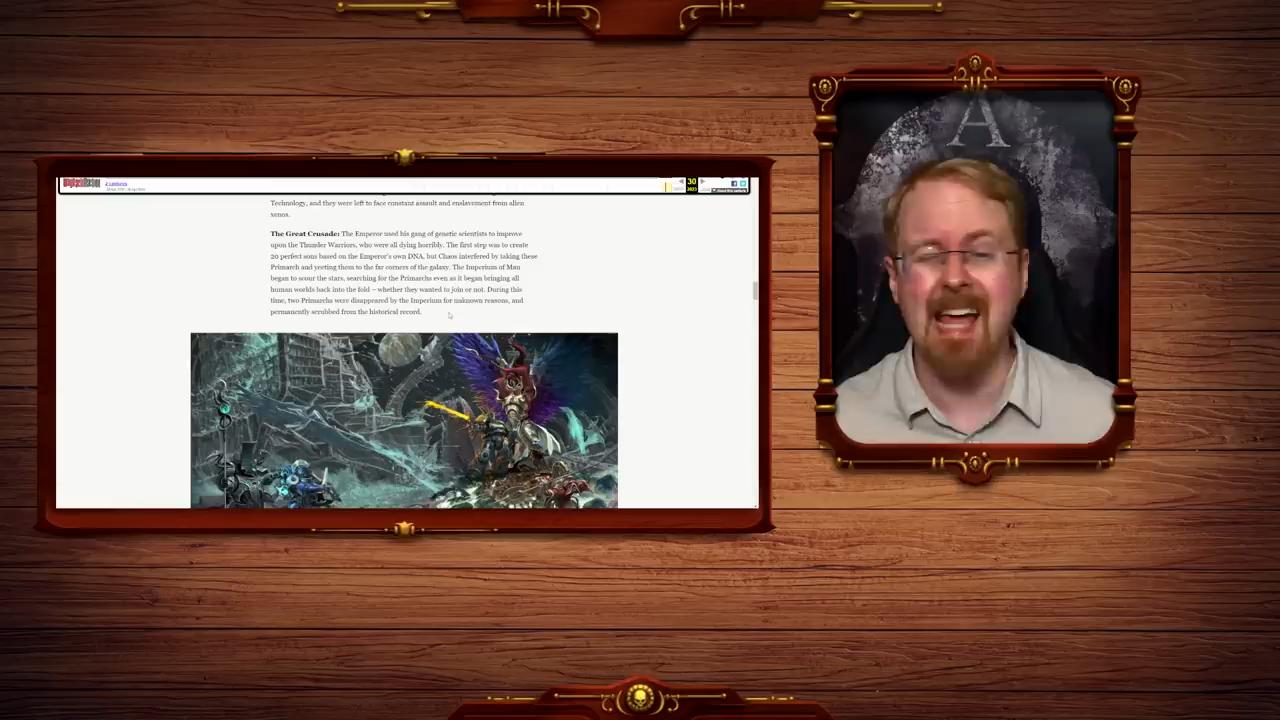 2 captures
30
2023
A
Technology, and they were left to face constant assault and enslavement from alien
xenos.
The Great Crusade: The Emperor used his gang of genetic scientists to improve
upon the Thunder Warriors, who were all dying horribly. The first step was to create
20 perfect sons based on the Emperor's own DNA, but Chaos interfered by taking these
Primarch and yeeting them to the far corners of the galaxy. The Imperium of Man
began to scour the stars, searching for the Primarchs even as it began bringing all
human worlds back into the fold – whether they wanted to join or not. During this
time, two Primarchs were disappeared by the Imperium for unknown reasons, and
permanently scrubbed from the historical record.